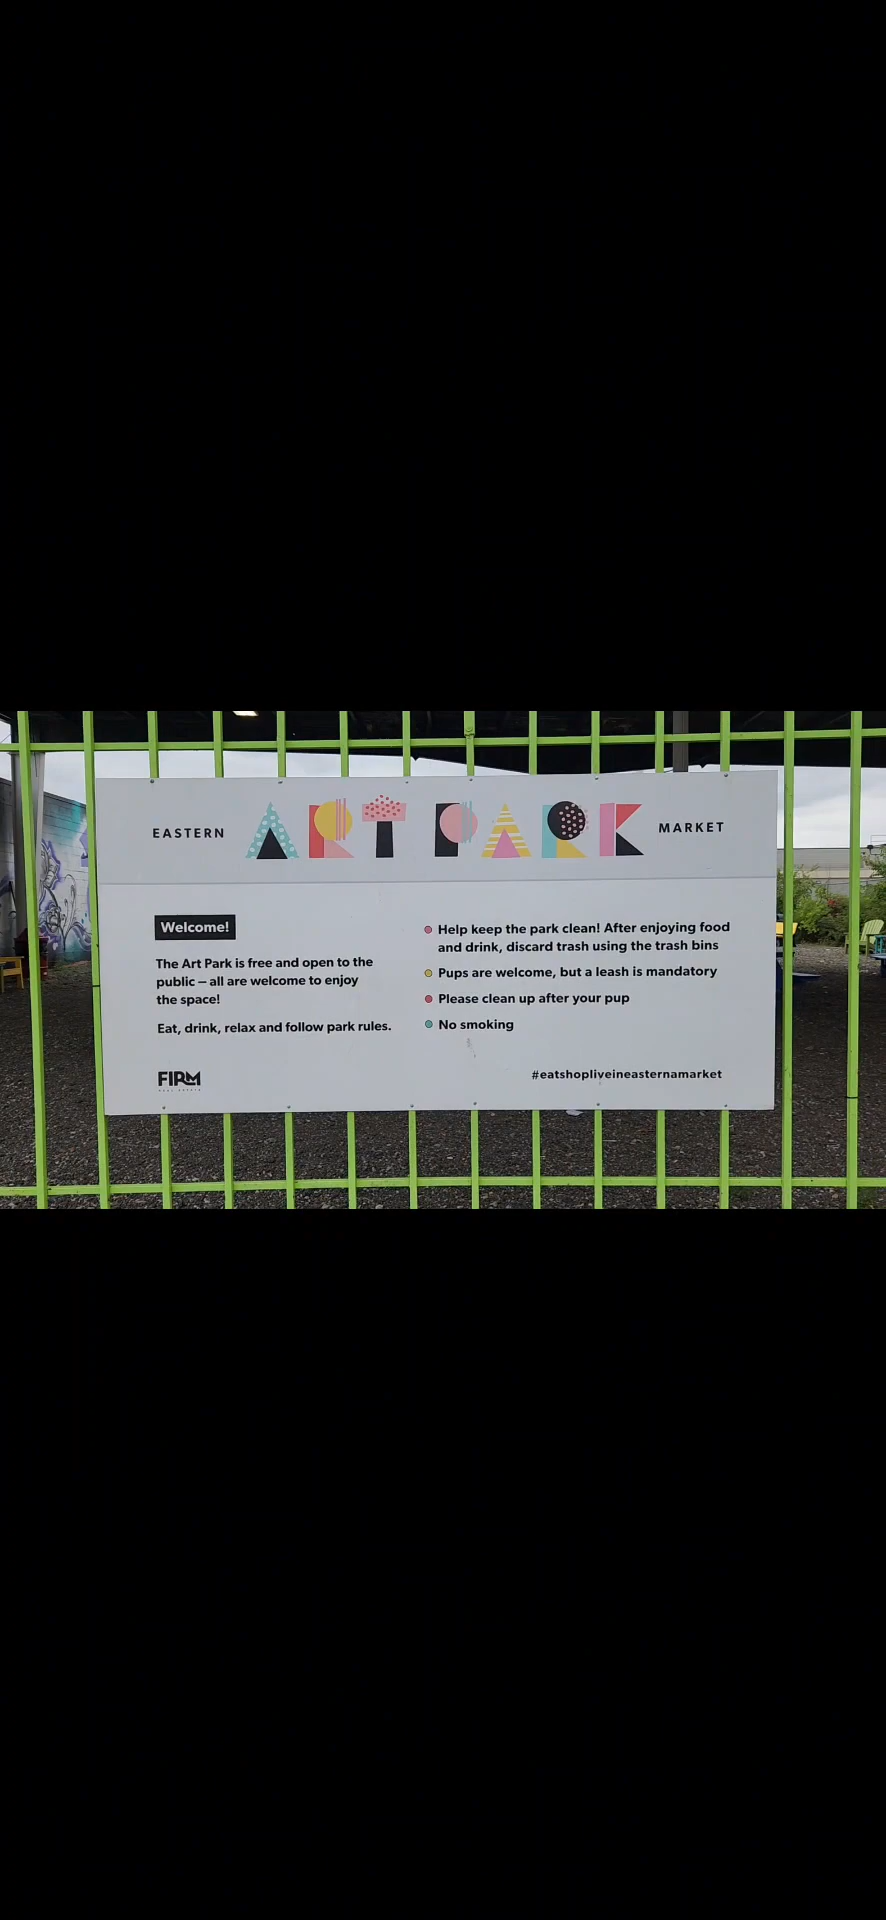 EASTERN ART PARK MARKET
Welcome!
The Art Park is free and open to the
public – all are welcome to enjoy
the space!
Eat, drink, relax and follow park rules.
Help keep the park clean! After enjoying food
and drink, discard trash using the trash bins
Pups are welcome, but a leash is mandatory
Please clean up after your pup
No smoking
FIRM
#eatshopliveineasternamarket